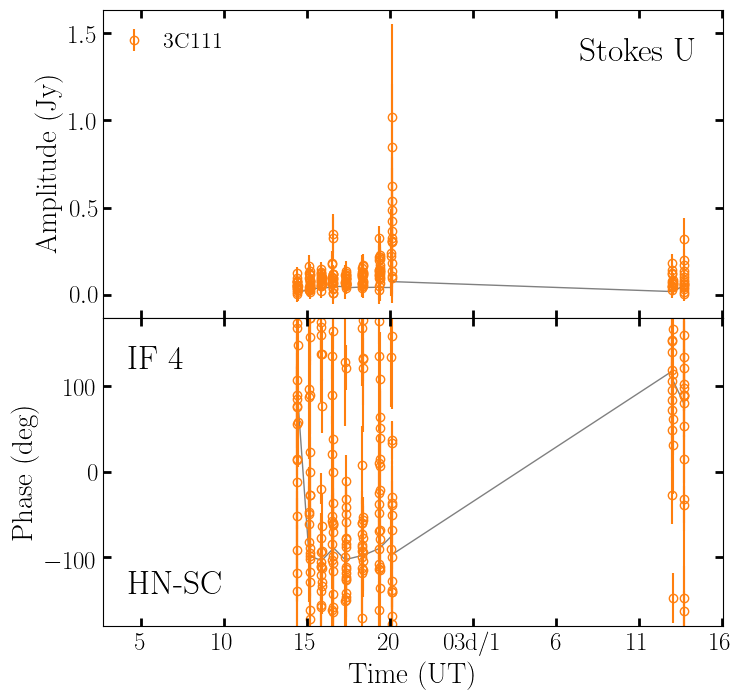 3C111
Stokes U
1.5
1.0
0.5
0.0
Amplitude (Jy)
IF 4
100
0
−100
Phase (deg)
HN-SC
5 10 15 20 03d/1 6 11 16
Time (UT)